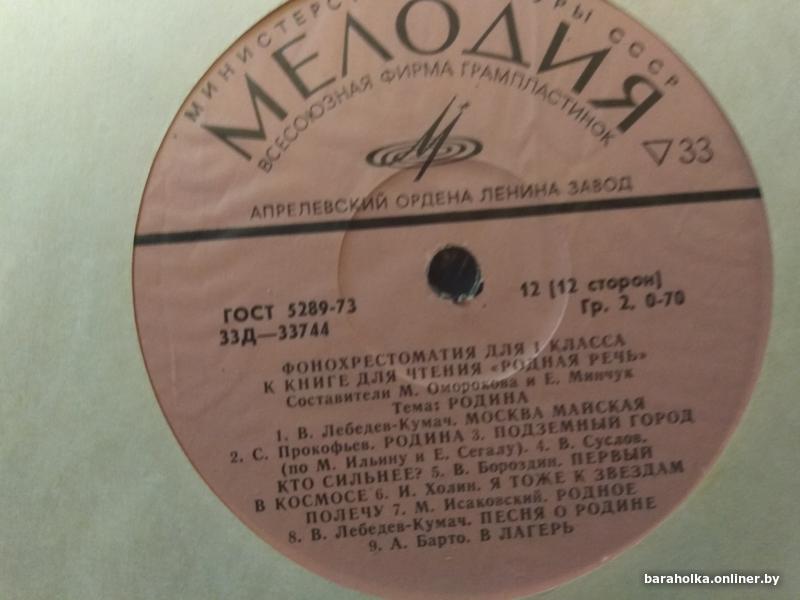 СССР
МЕЛОДИЯ
ВСЕСОЮЗНАЯ ФИРМА ГРАМПЛАСТИНОК
▽ 33
АПРЕЛЕВСКИЙ ОРДЕНА ЛЕНИНА ЗАВОД
ГОСТ 5289-73
33Д—33744
12 [12 сторон]
Гр. 2. 0-70
ФОНОХРЕСТОМАТИЯ ДЛЯ 1 КЛАССА
К КНИГЕ ДЛЯ ЧТЕНИЯ «РОДНАЯ РЕЧЬ»
Составители М. Оморокова и Е. Минчук
Тема: РОДИНА
1. В. Лебедев-Кумач. МОСКВА МАЙСКАЯ
2. С. Прокофьев. РОДИНА 3. ПОДЗЕМНЫЙ ГОРОД
(по М. Ильину и Е. Сегалу). 4. В. Суслов.
КТО СИЛЬНЕЕ? 5. В. Бороздин. ПЕРВЫЙ
В КОСМОСЕ 6. И. Холин. Я ТОЖЕ К ЗВЕЗДАМ
ПОЛЕЧУ 7. М. Исаковский. РОДНОЕ
8. В. Лебедев-Кумач. ПЕСНЯ О РОДИНЕ
9. А. Барто. В ЛАГЕРЬ
baraholka.onliner.by